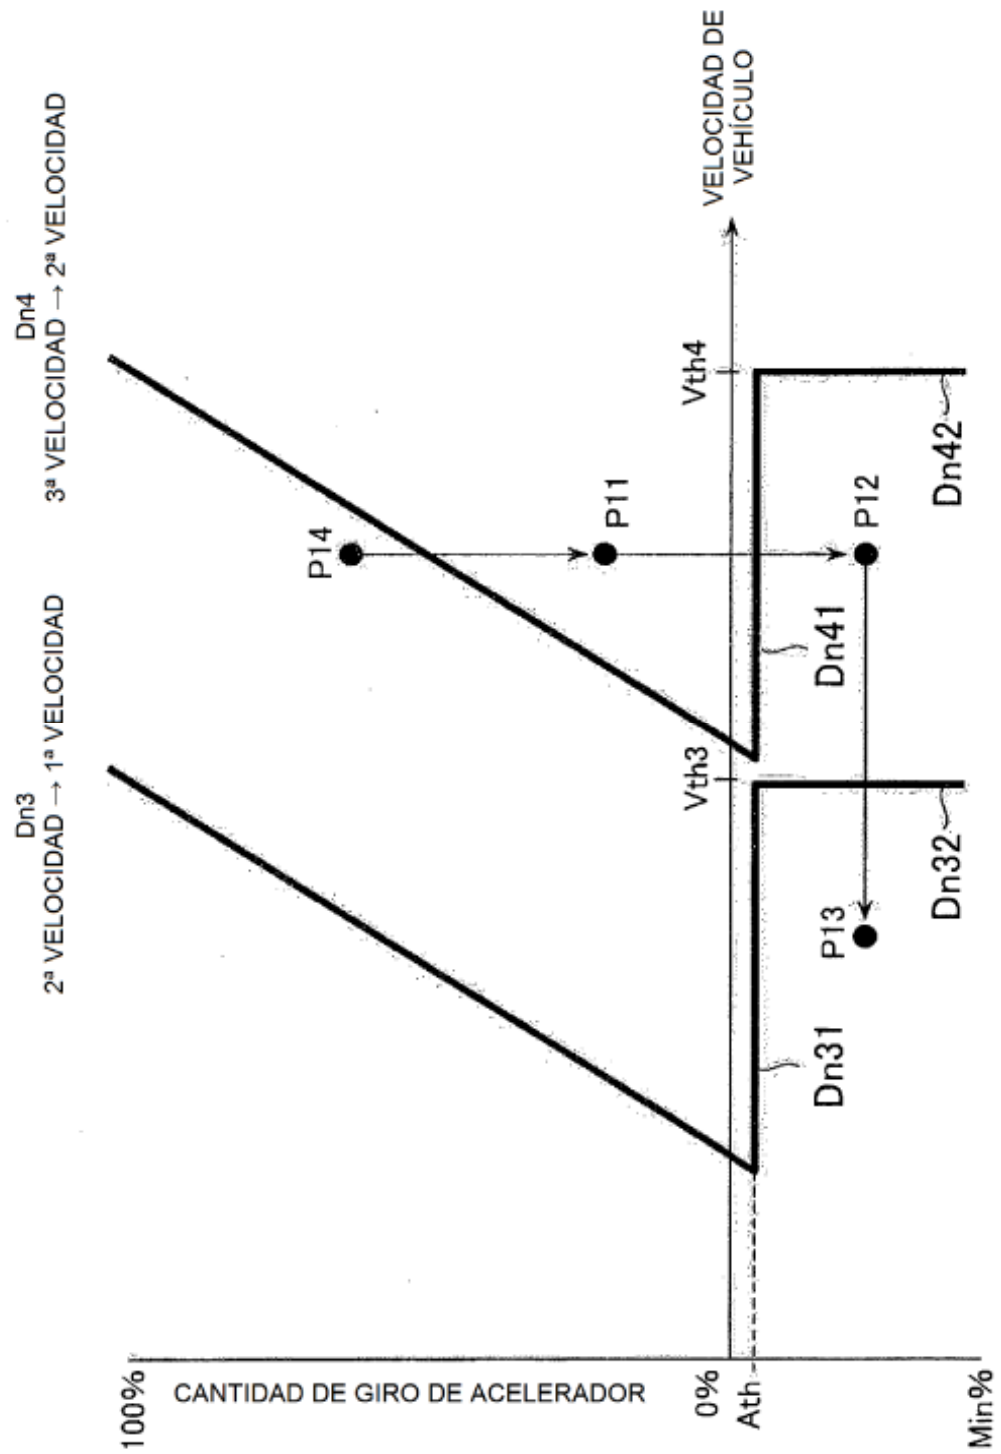 Dn3
2ª VELOCIDAD → 1ª VELOCIDAD
Dn4
3ª VELOCIDAD → 2ª VELOCIDAD
100%
CANTIDAD DE GIRO DE ACELERADOR
0%
Ath
Min%
P14
P11
Vth3
Vth4
VELOCIDAD DE
VEHÍCULO
Dn31
P13
Dn32
Dn41
P12
Dn42